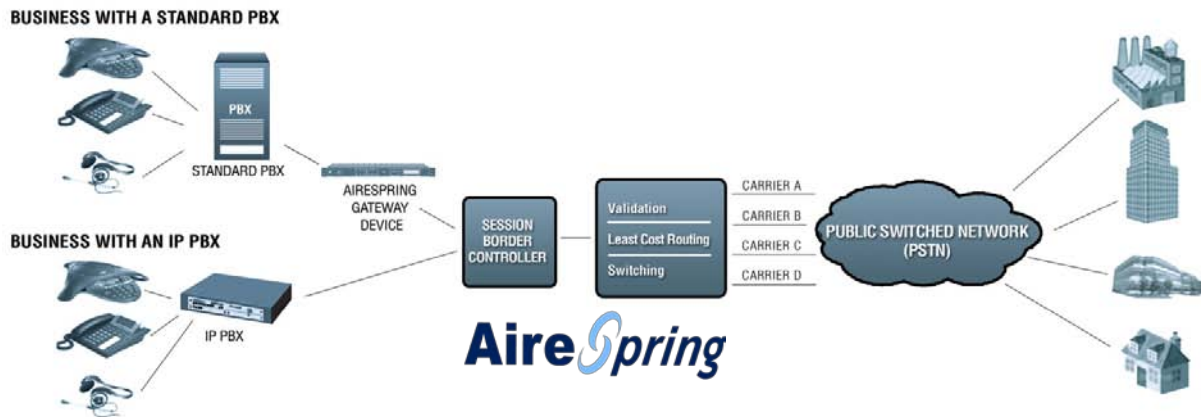 BUSINESS WITH A STANDARD PBX
PBX
STANDARD PBX
AIRESPRING
GATEWAY
DEVICE
BUSINESS WITH AN IP PBX
IP PBX
SESSION
BORDER
CONTROLLER
Validation
Least Cost Routing
Switching
CARRIER A
CARRIER B
CARRIER C
CARRIER D
PUBLIC SWITCHED NETWORK
(PSTN)
AireSpring